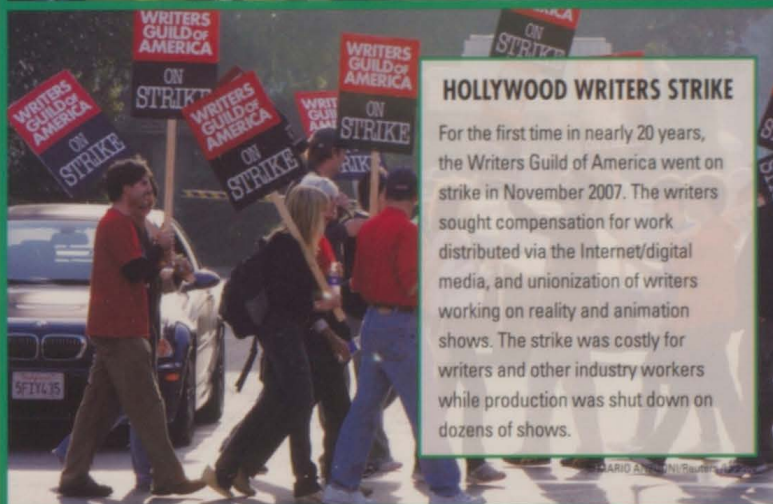 WRITERS
GUILD OF
AMERICA
ON
STRIKE
WRITERS
GUILD OF
AMERICA
ON
STRIKE
WRITERS
GUILD OF
AMERICA
ON
STRIKE
WRITERS
GUILD OF
AMERICA
ON
STRIKE
ON
STRIKE
HOLLYWOOD WRITERS STRIKE
For the first time in nearly 20 years,
the Writers Guild of America went on
strike in November 2007. The writers
sought compensation for work
distributed via the Internet/digital
media, and unionization of writers
working on reality and animation
shows. The strike was costly for
writers and other industry workers
while production was shut down on
dozens of shows.